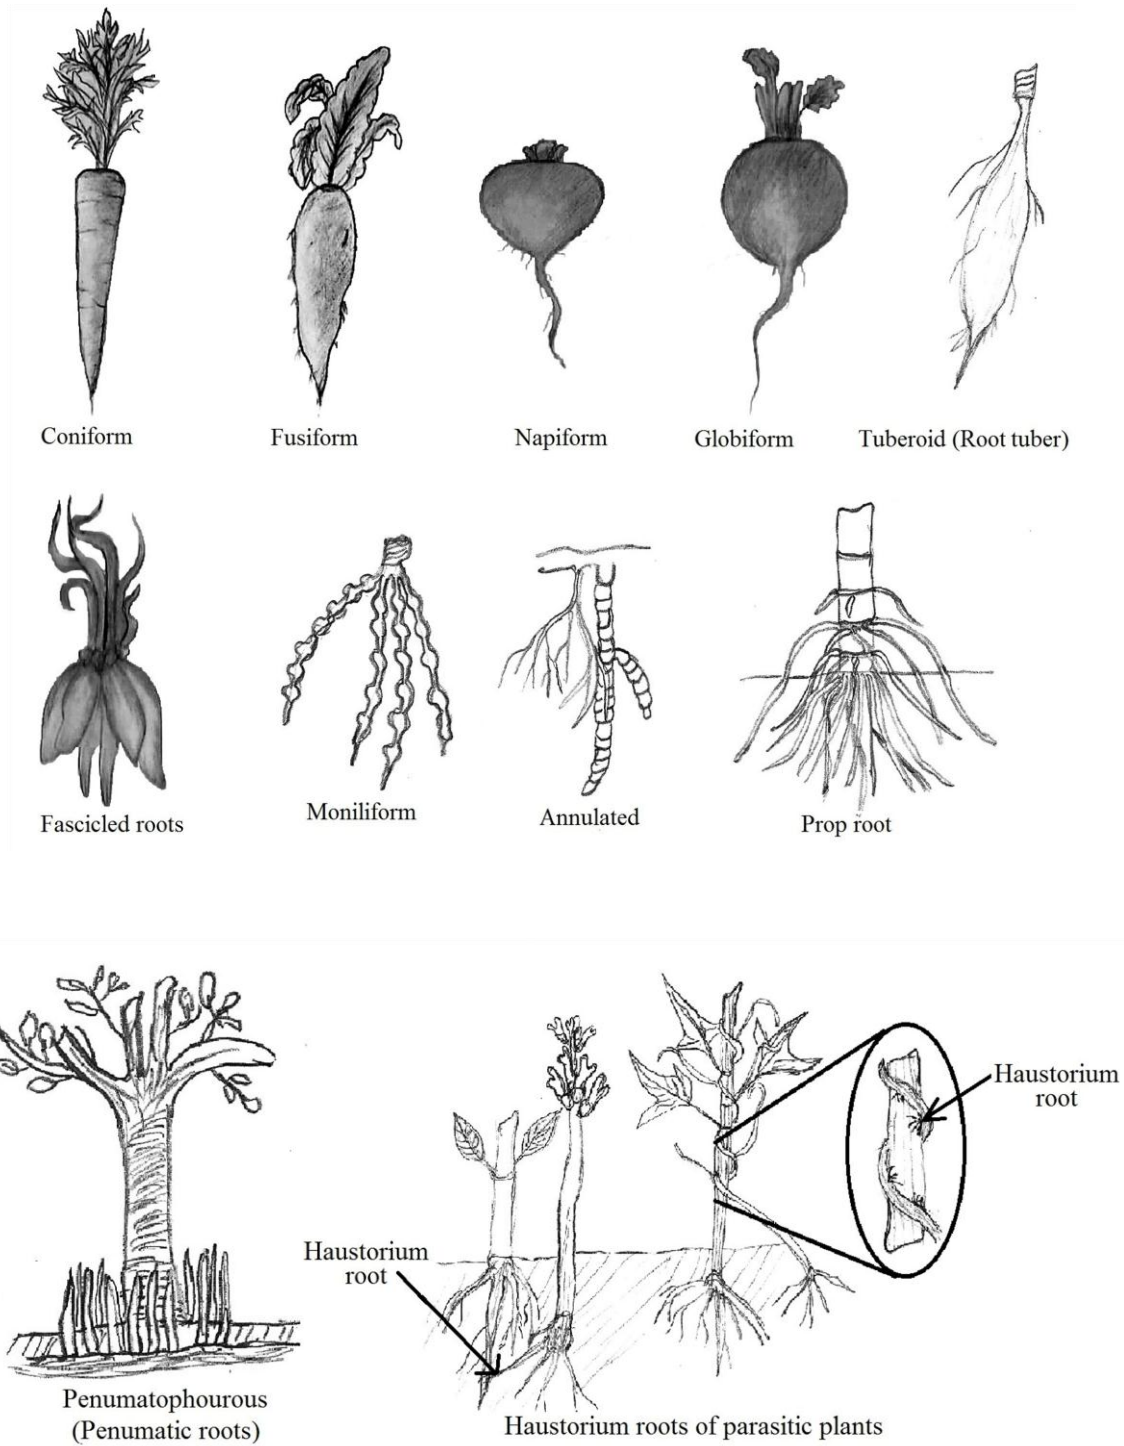 Coniform
Fusiform
Napiform
Globiform
Tuberoid (Root tuber)
Fascicled roots
Moniliform
Annulated
Prop root
Haustorium
root
Haustorium
root
Penumatophourous
(Penumatic roots)
Haustorium roots of parasitic plants